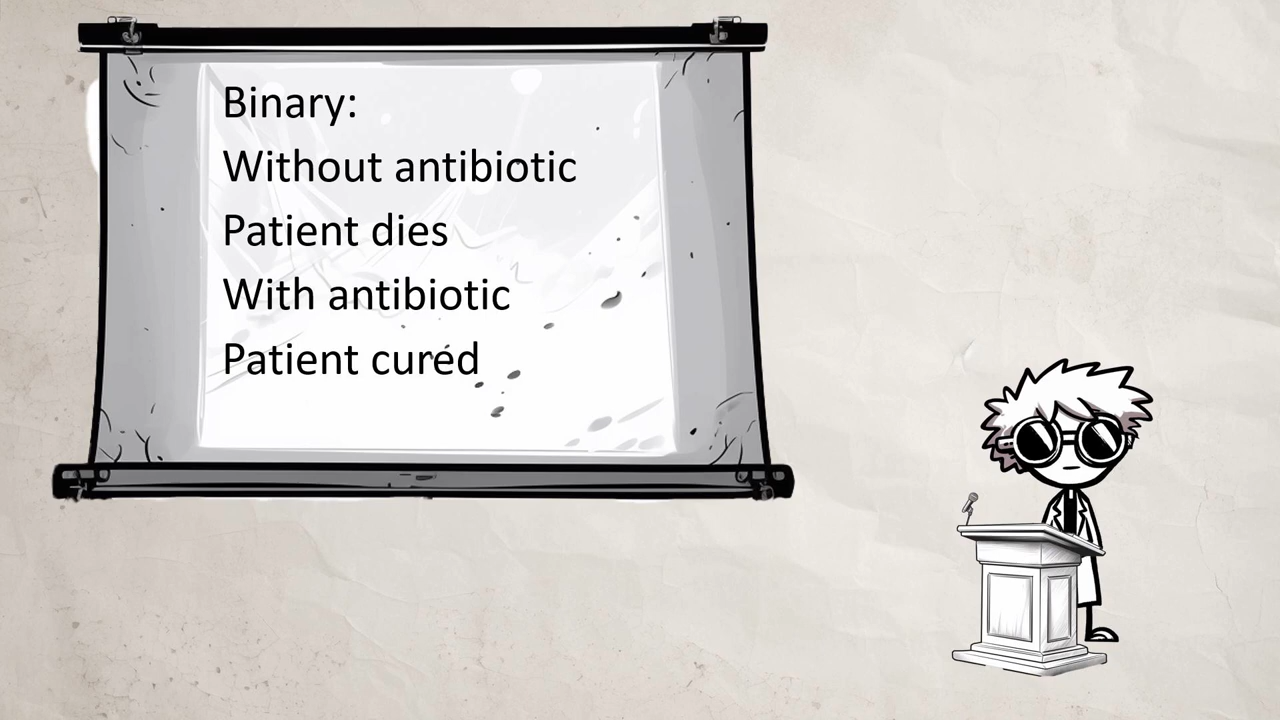 Binary:
Without antibiotic
Patient dies
With antibiotic
Patient cured